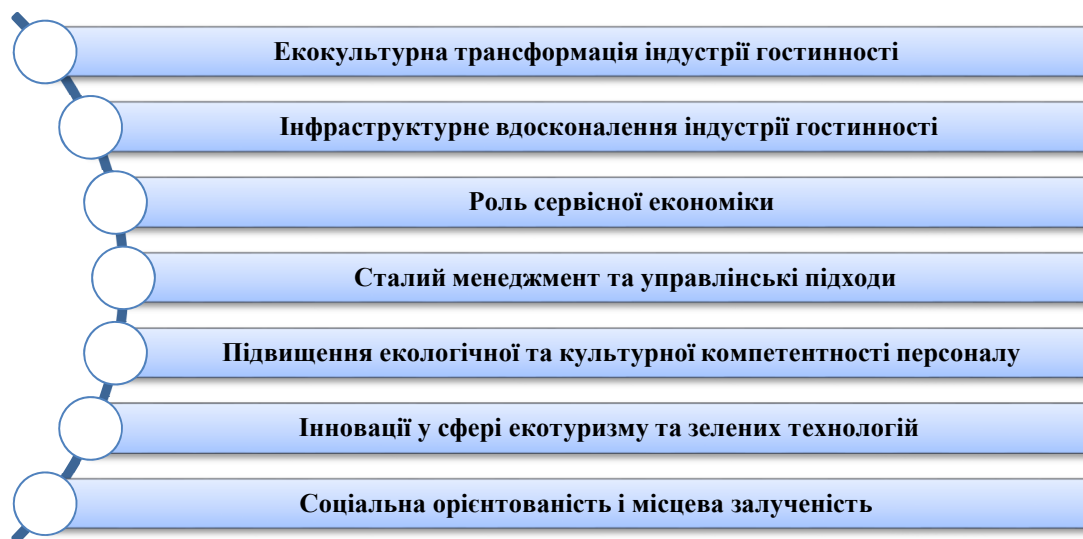 Екокультурна трансформація індустрії гостинності
Інфраструктурне вдосконалення індустрії гостинності
Роль сервісної економіки
Сталий менеджмент та управлінські підходи
Підвищення екологічної та культурної компетентності персоналу
Інновації у сфері екотуризму та зелених технологій
Соціальна орієнтованість і місцева залученість